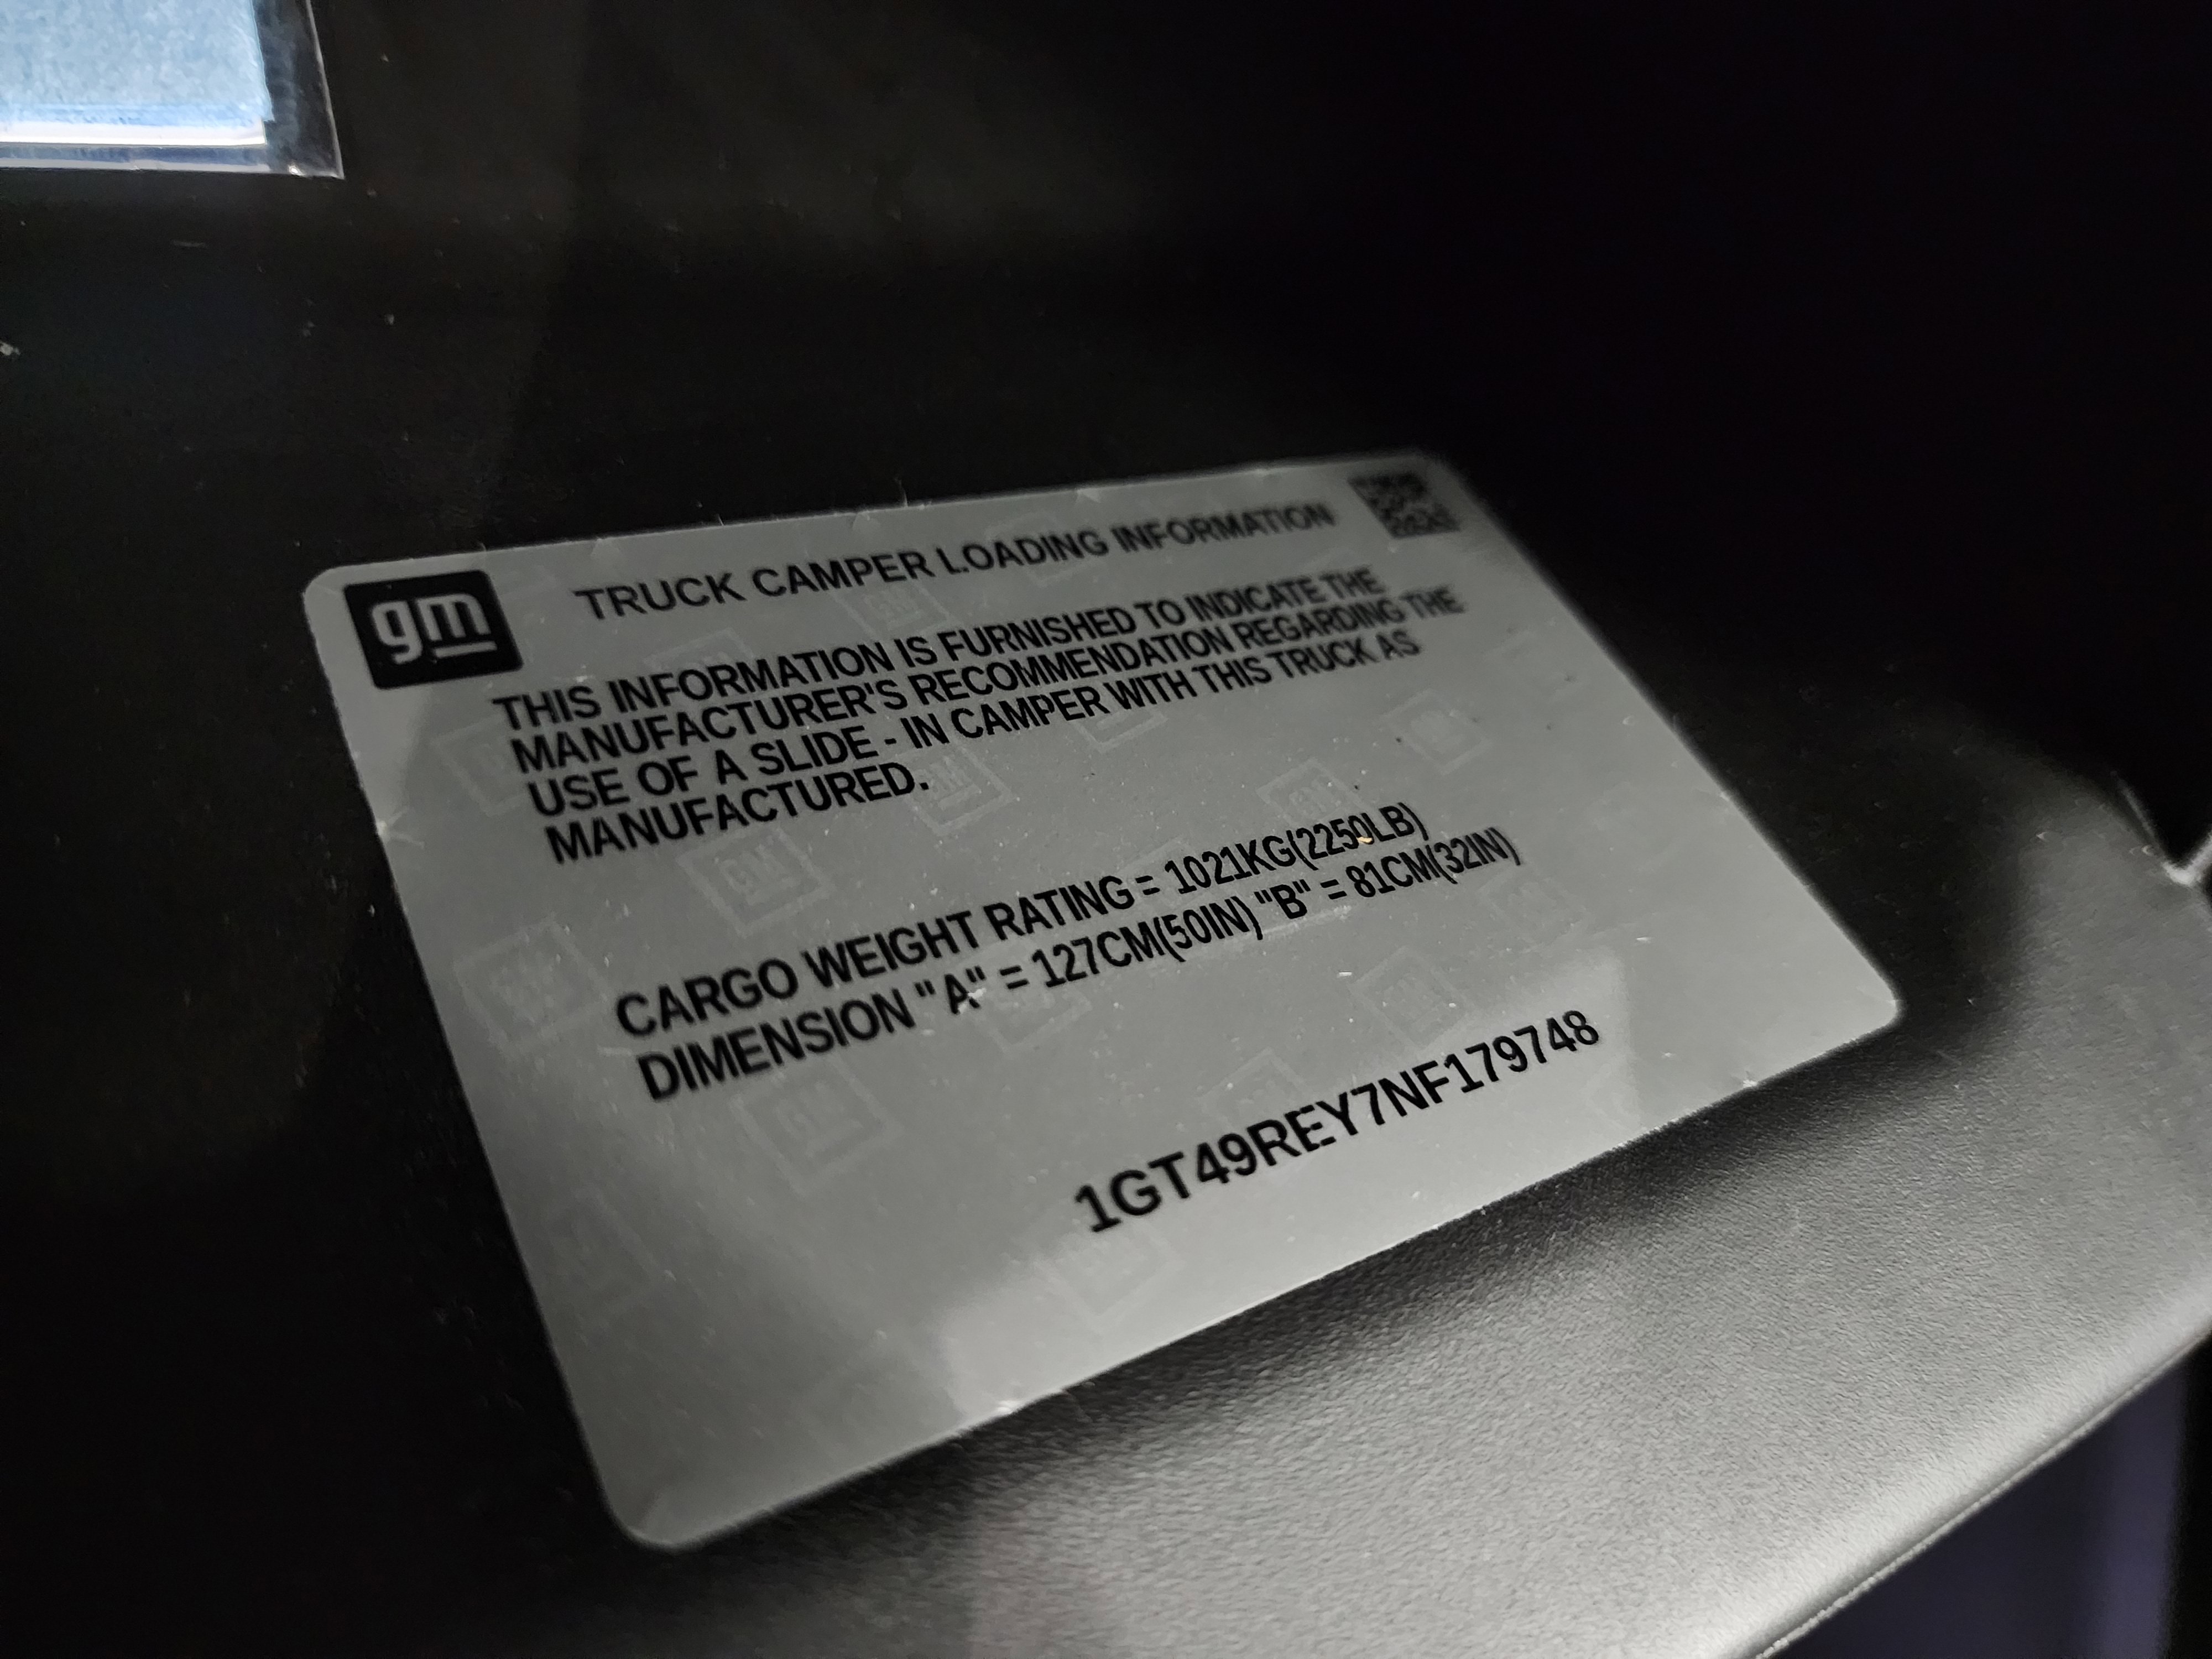 gm
TRUCK CAMPER LOADING INFORMATION
THIS INFORMATION IS FURNISHED TO INDICATE THE
MANUFACTURER'S RECOMMENDATION REGARDING THE
USE OF A SLIDE - IN CAMPER WITH THIS TRUCK AS
MANUFACTURED.
CARGO WEIGHT RATING = 1021KG(2250LB)
DIMENSION "A" = 127CM(50IN) "B" = 81CM(32IN)
1GT49REY7NF179748